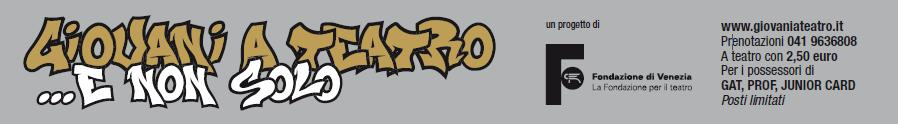 GIOVANI A TEATRO
...E NON SOLO
un progetto di
Fondazione di Venezia
La Fondazione per il teatro
www.giovaniateatro.it
Prenotazioni 041 9636808
A teatro con 2,50 euro
Per i possessori di
GAT, PROF, JUNIOR CARD
Posti limitati